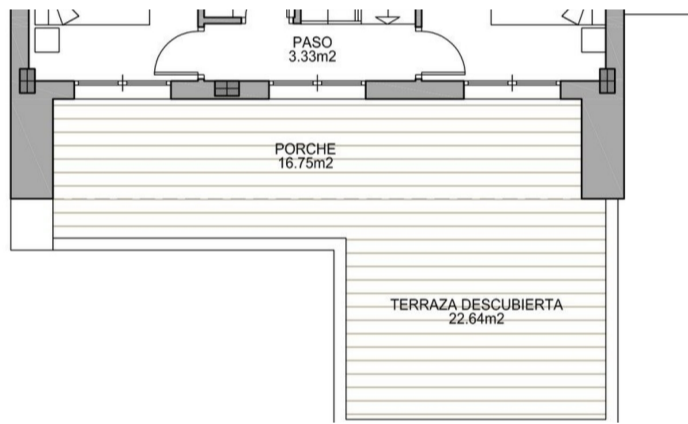 PASO
3.33m2
PORCHE
16.75m2
TERRAZA DESCUBIERTA
22.64m2